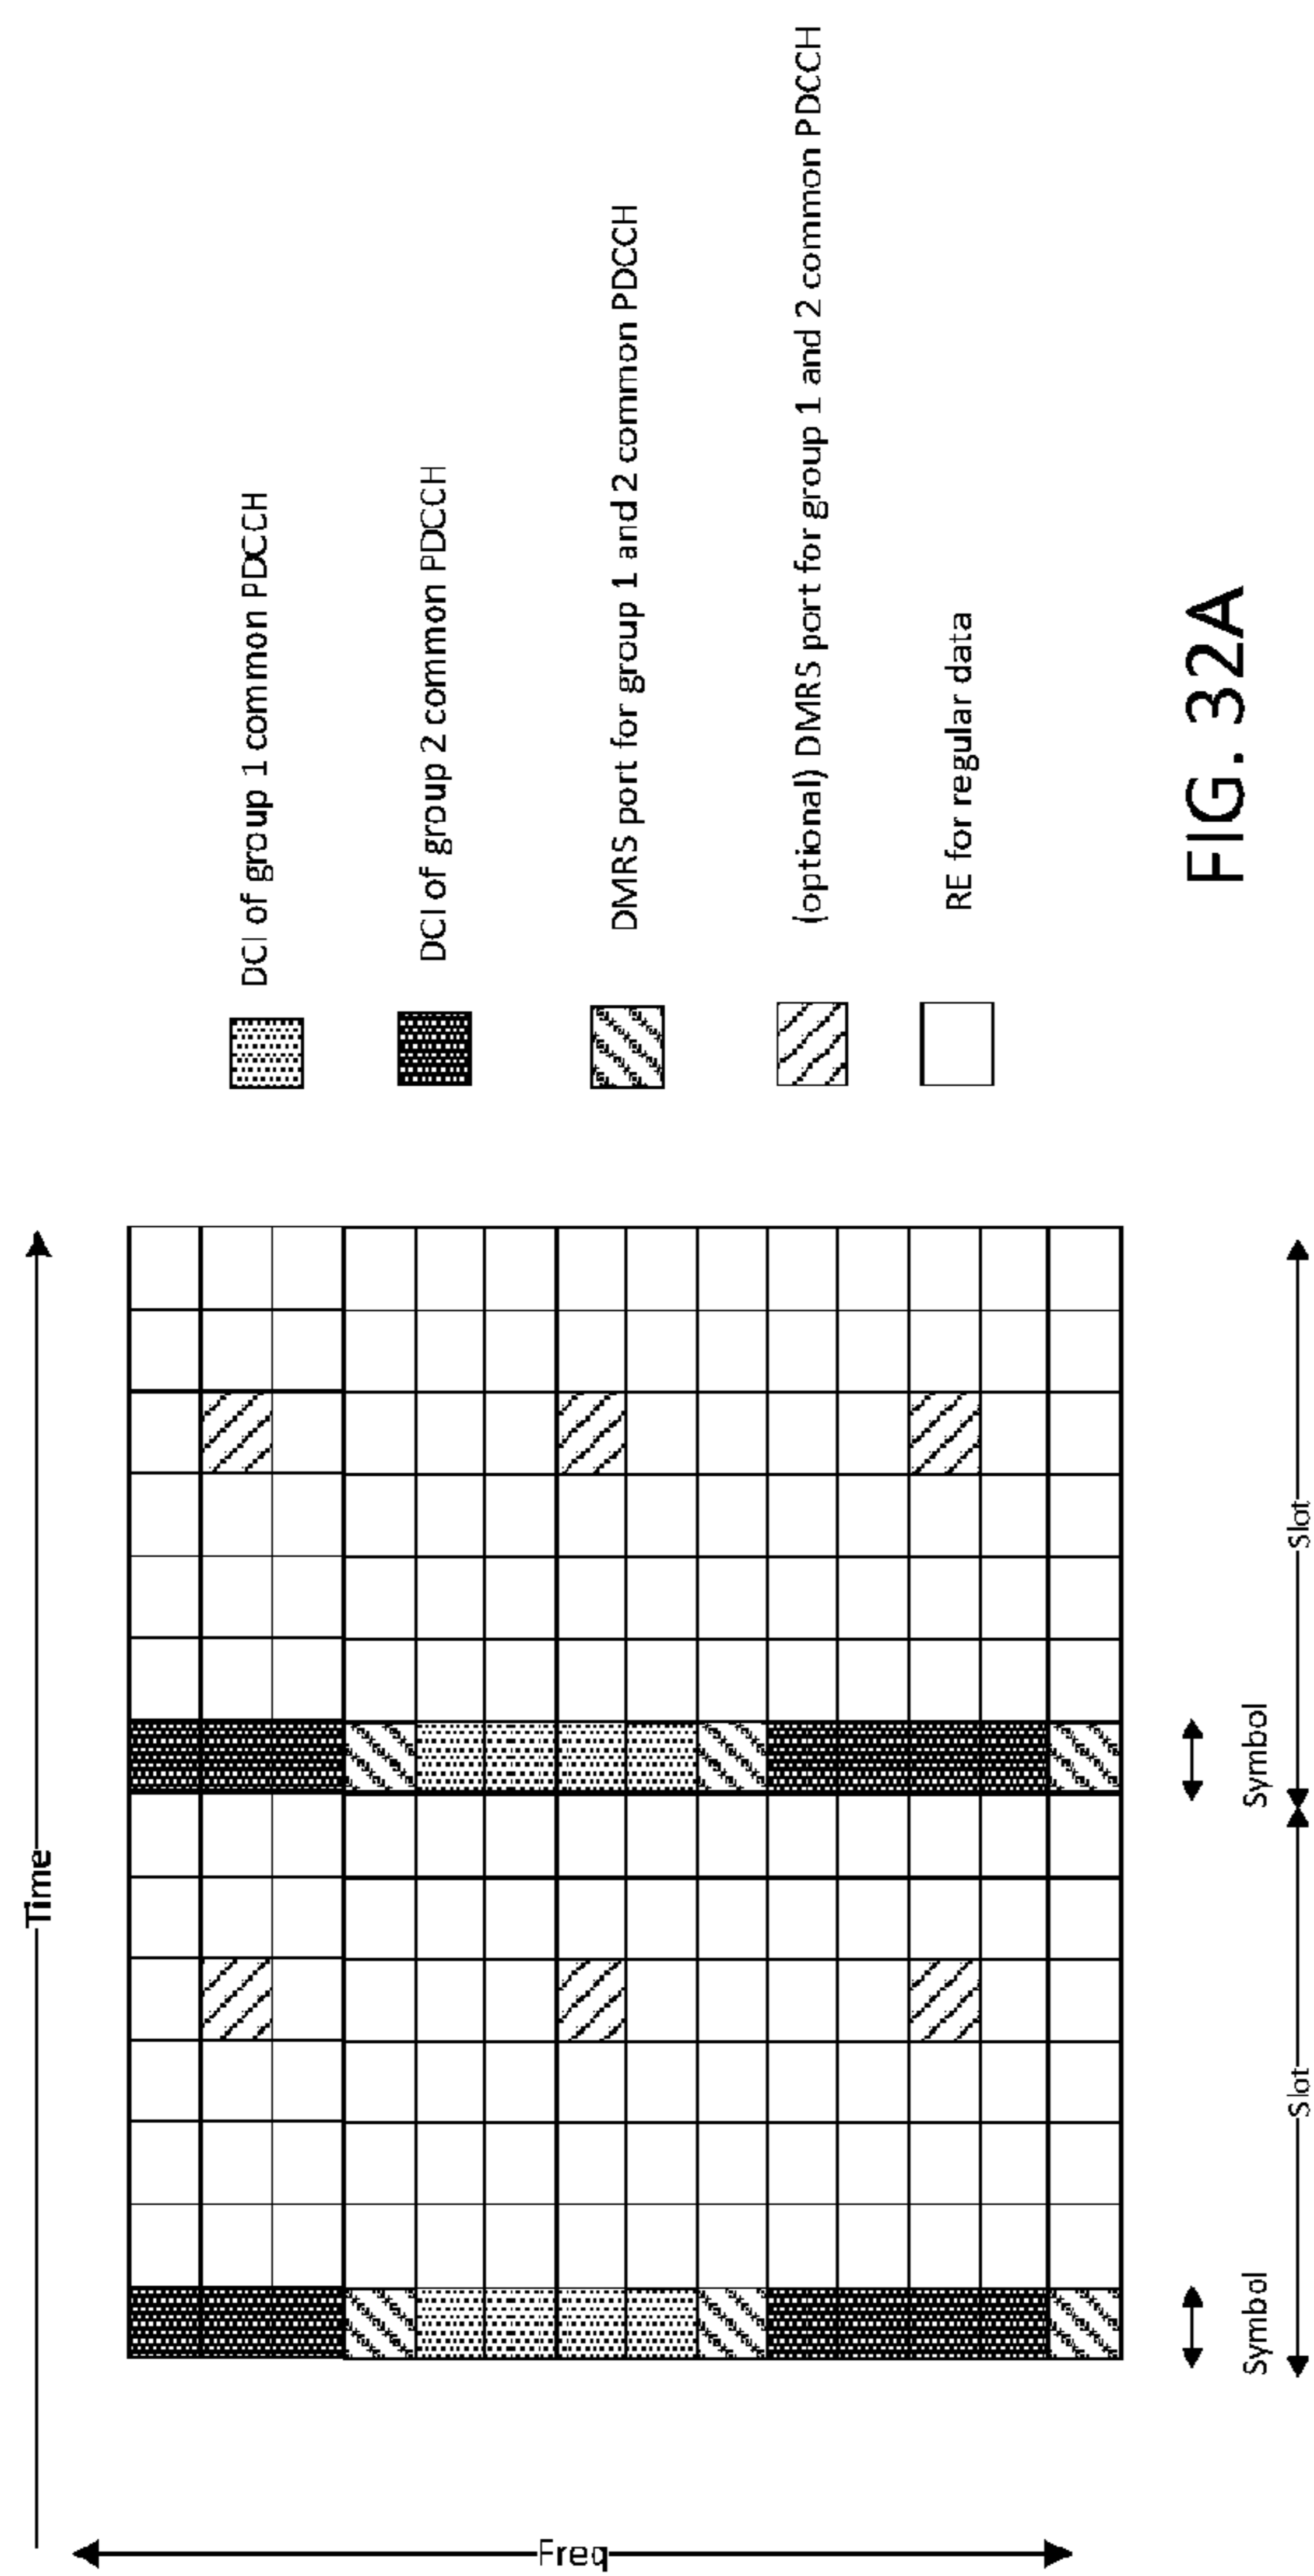 Time
Freq
Symbol
Symbol
Slot
Slot
DCI of group 1 common PDCCH
DCI of group 2 common PDCCH
DMRS port for group 1 and 2 common PDCCH
(optional) DMRS port for group 1 and 2 common PDCCH
RE for regular data
FIG. 32A